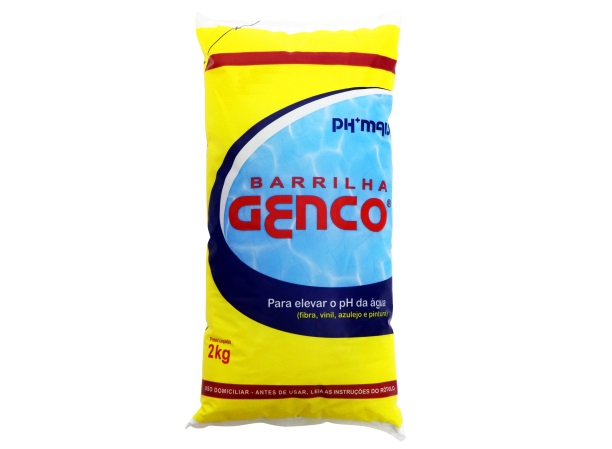 pH+mais
BARRILHA
GENCO®
Para elevar o pH da água
(fibra, vinil, azulejo e pintura)
2kg
USO DOMICILIAR - ANTES DE USAR, LEIA AS INSTRUÇÕES DO RÓTULO